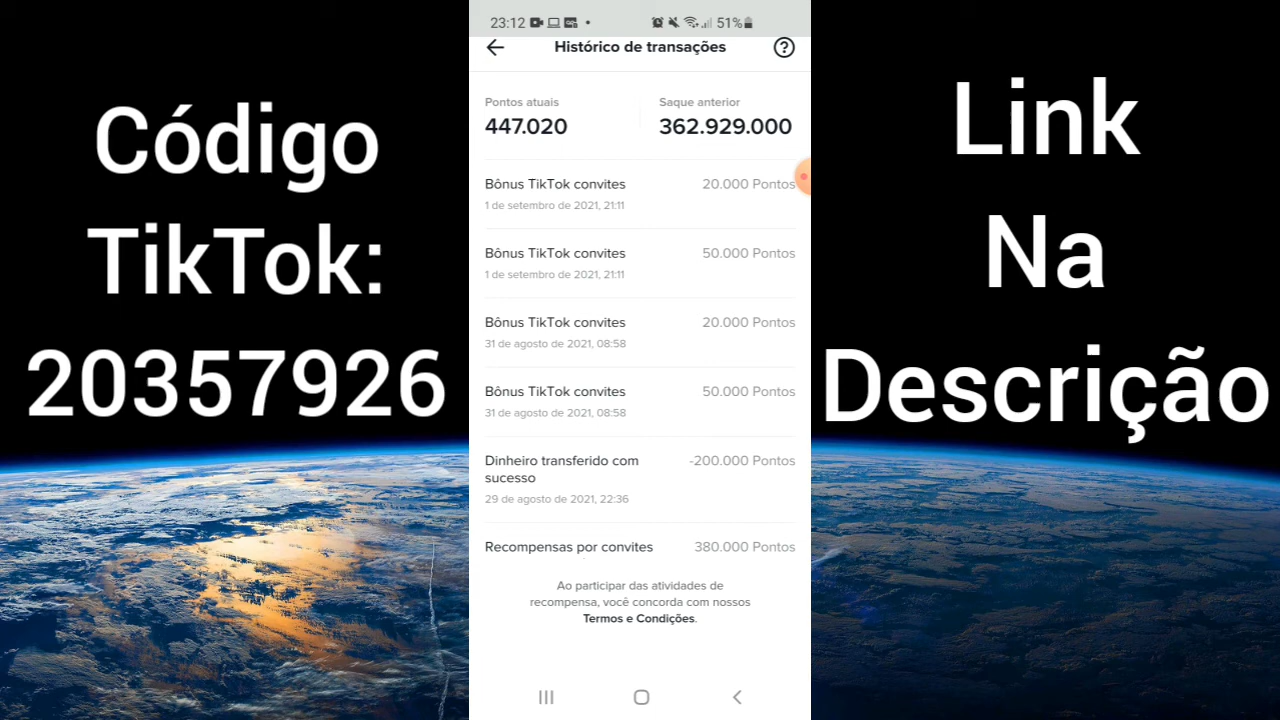 Código
TikTok:
20357926
23:12
51%
Histórico de transações
Pontos atuais
Saque anterior
447.020
362.929.000
Bônus TikTok convites
20.000 Pontos
1 de setembro de 2021, 21:11
Bônus TikTok convites
50.000 Pontos
1 de setembro de 2021, 21:11
Bônus TikTok convites
20.000 Pontos
31 de agosto de 2021, 08:58
Bônus TikTok convites
50.000 Pontos
31 de agosto de 2021, 08:58
Dinheiro transferido com
sucesso
-200.000 Pontos
29 de agosto de 2021, 22:36
Recompensas por convites
380.000 Pontos
Ao participar das atividades de
recompensa, você concorda com nossos
Termos e Condições.
Link
Na
Descrição